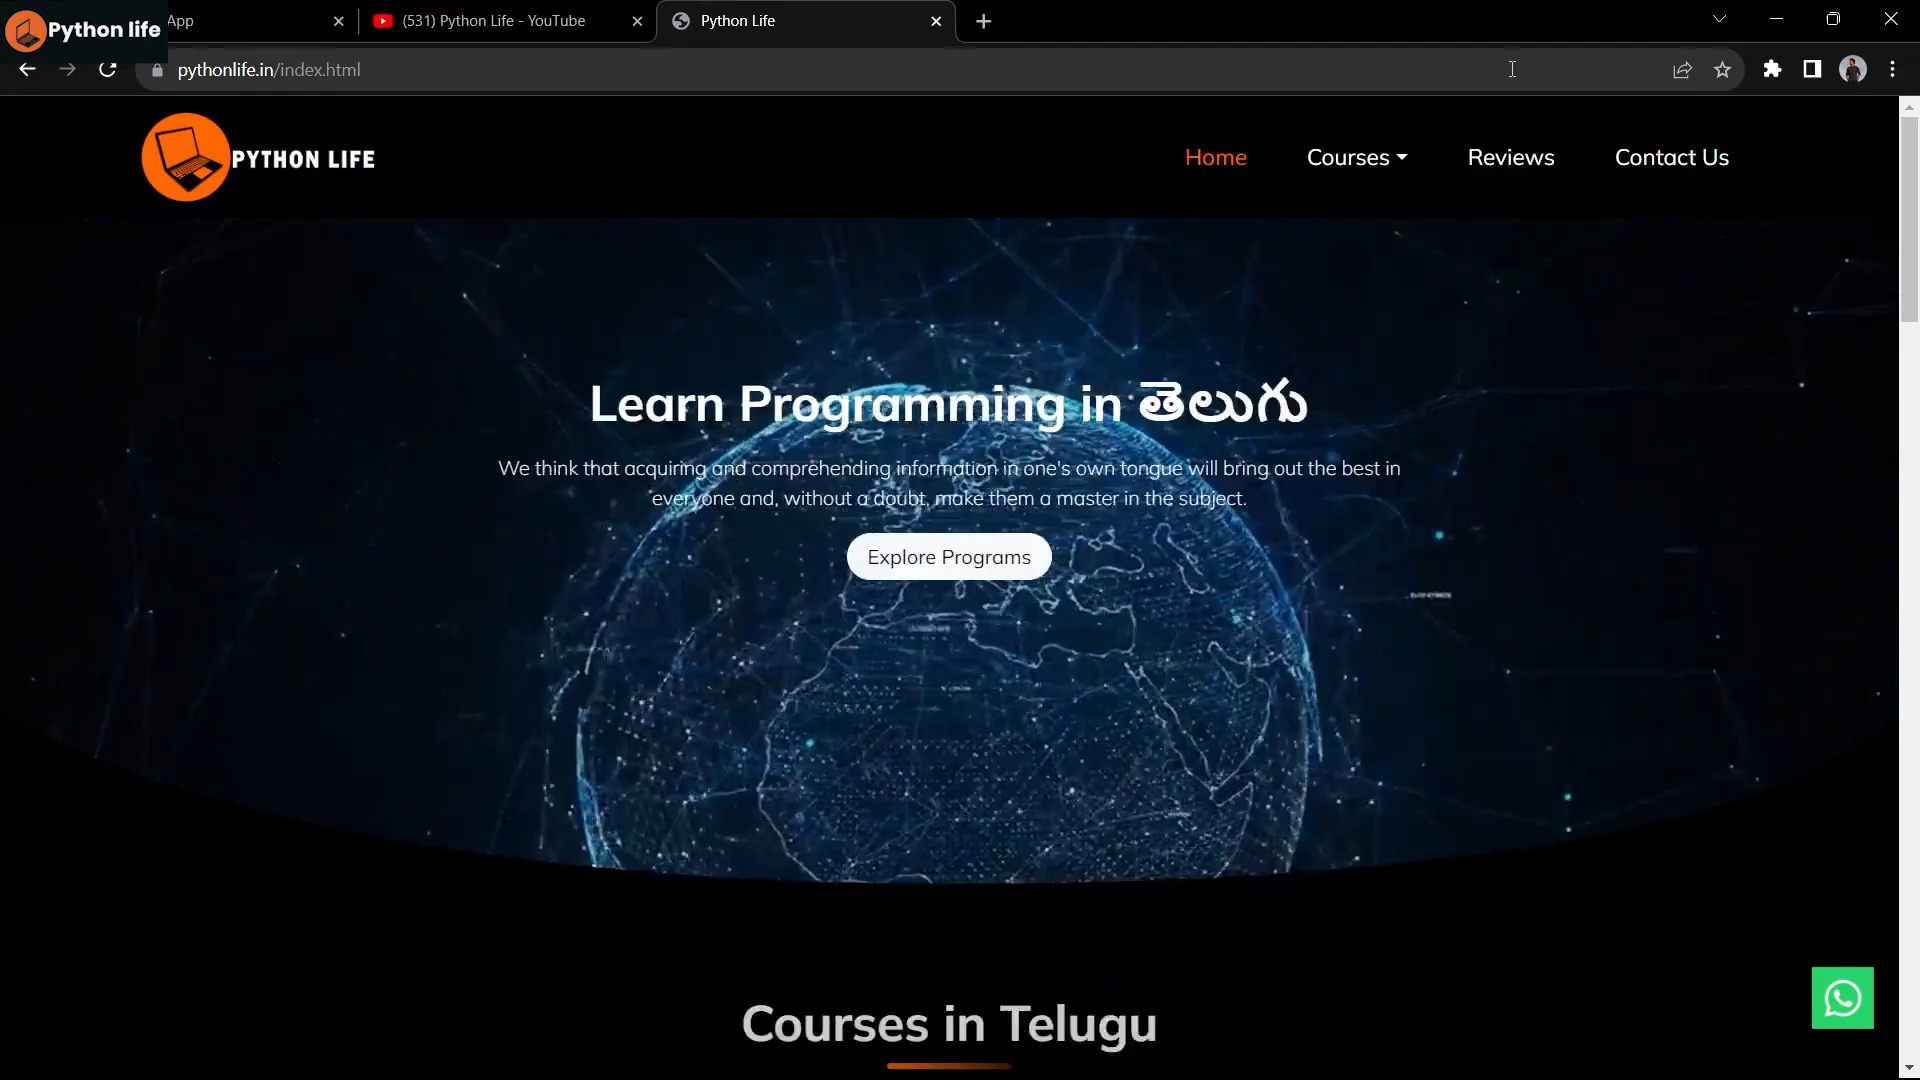 Python life
App
(531) Python Life - YouTube
Python Life
pythonlife.in/index.html
PYTHON LIFE
Home
Courses
Reviews
Contact Us
Learn Programming in తెలుగు
We think that acquiring and comprehending information in one's own tongue will bring out the best in
everyone and, without a doubt, make them a master in the subject.
Explore Programs
Courses in Telugu